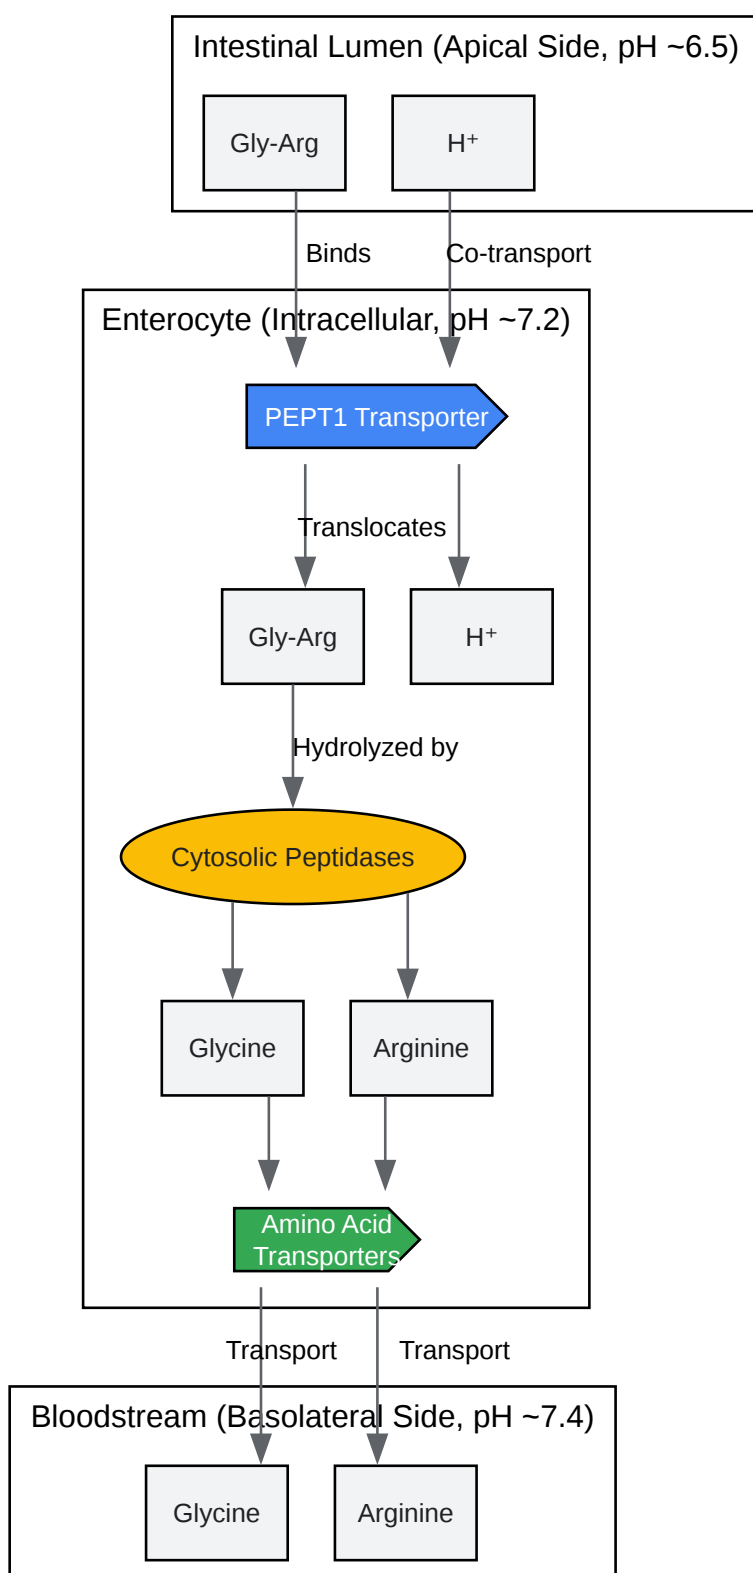 Intestinal Lumen (Apical Side, pH ~6.5)
Gly-Arg
H⁺
Binds
Co-transport
Enterocyte (Intracellular, pH ~7.2)
PEPT1 Transporter
Translocates
Gly-Arg
H⁺
Hydrolyzed by
Cytosolic Peptidases
Glycine
Arginine
Amino Acid
Transporters
Transport
Transport
Bloodstream (Basolateral Side, pH ~7.4)
Glycine
Arginine